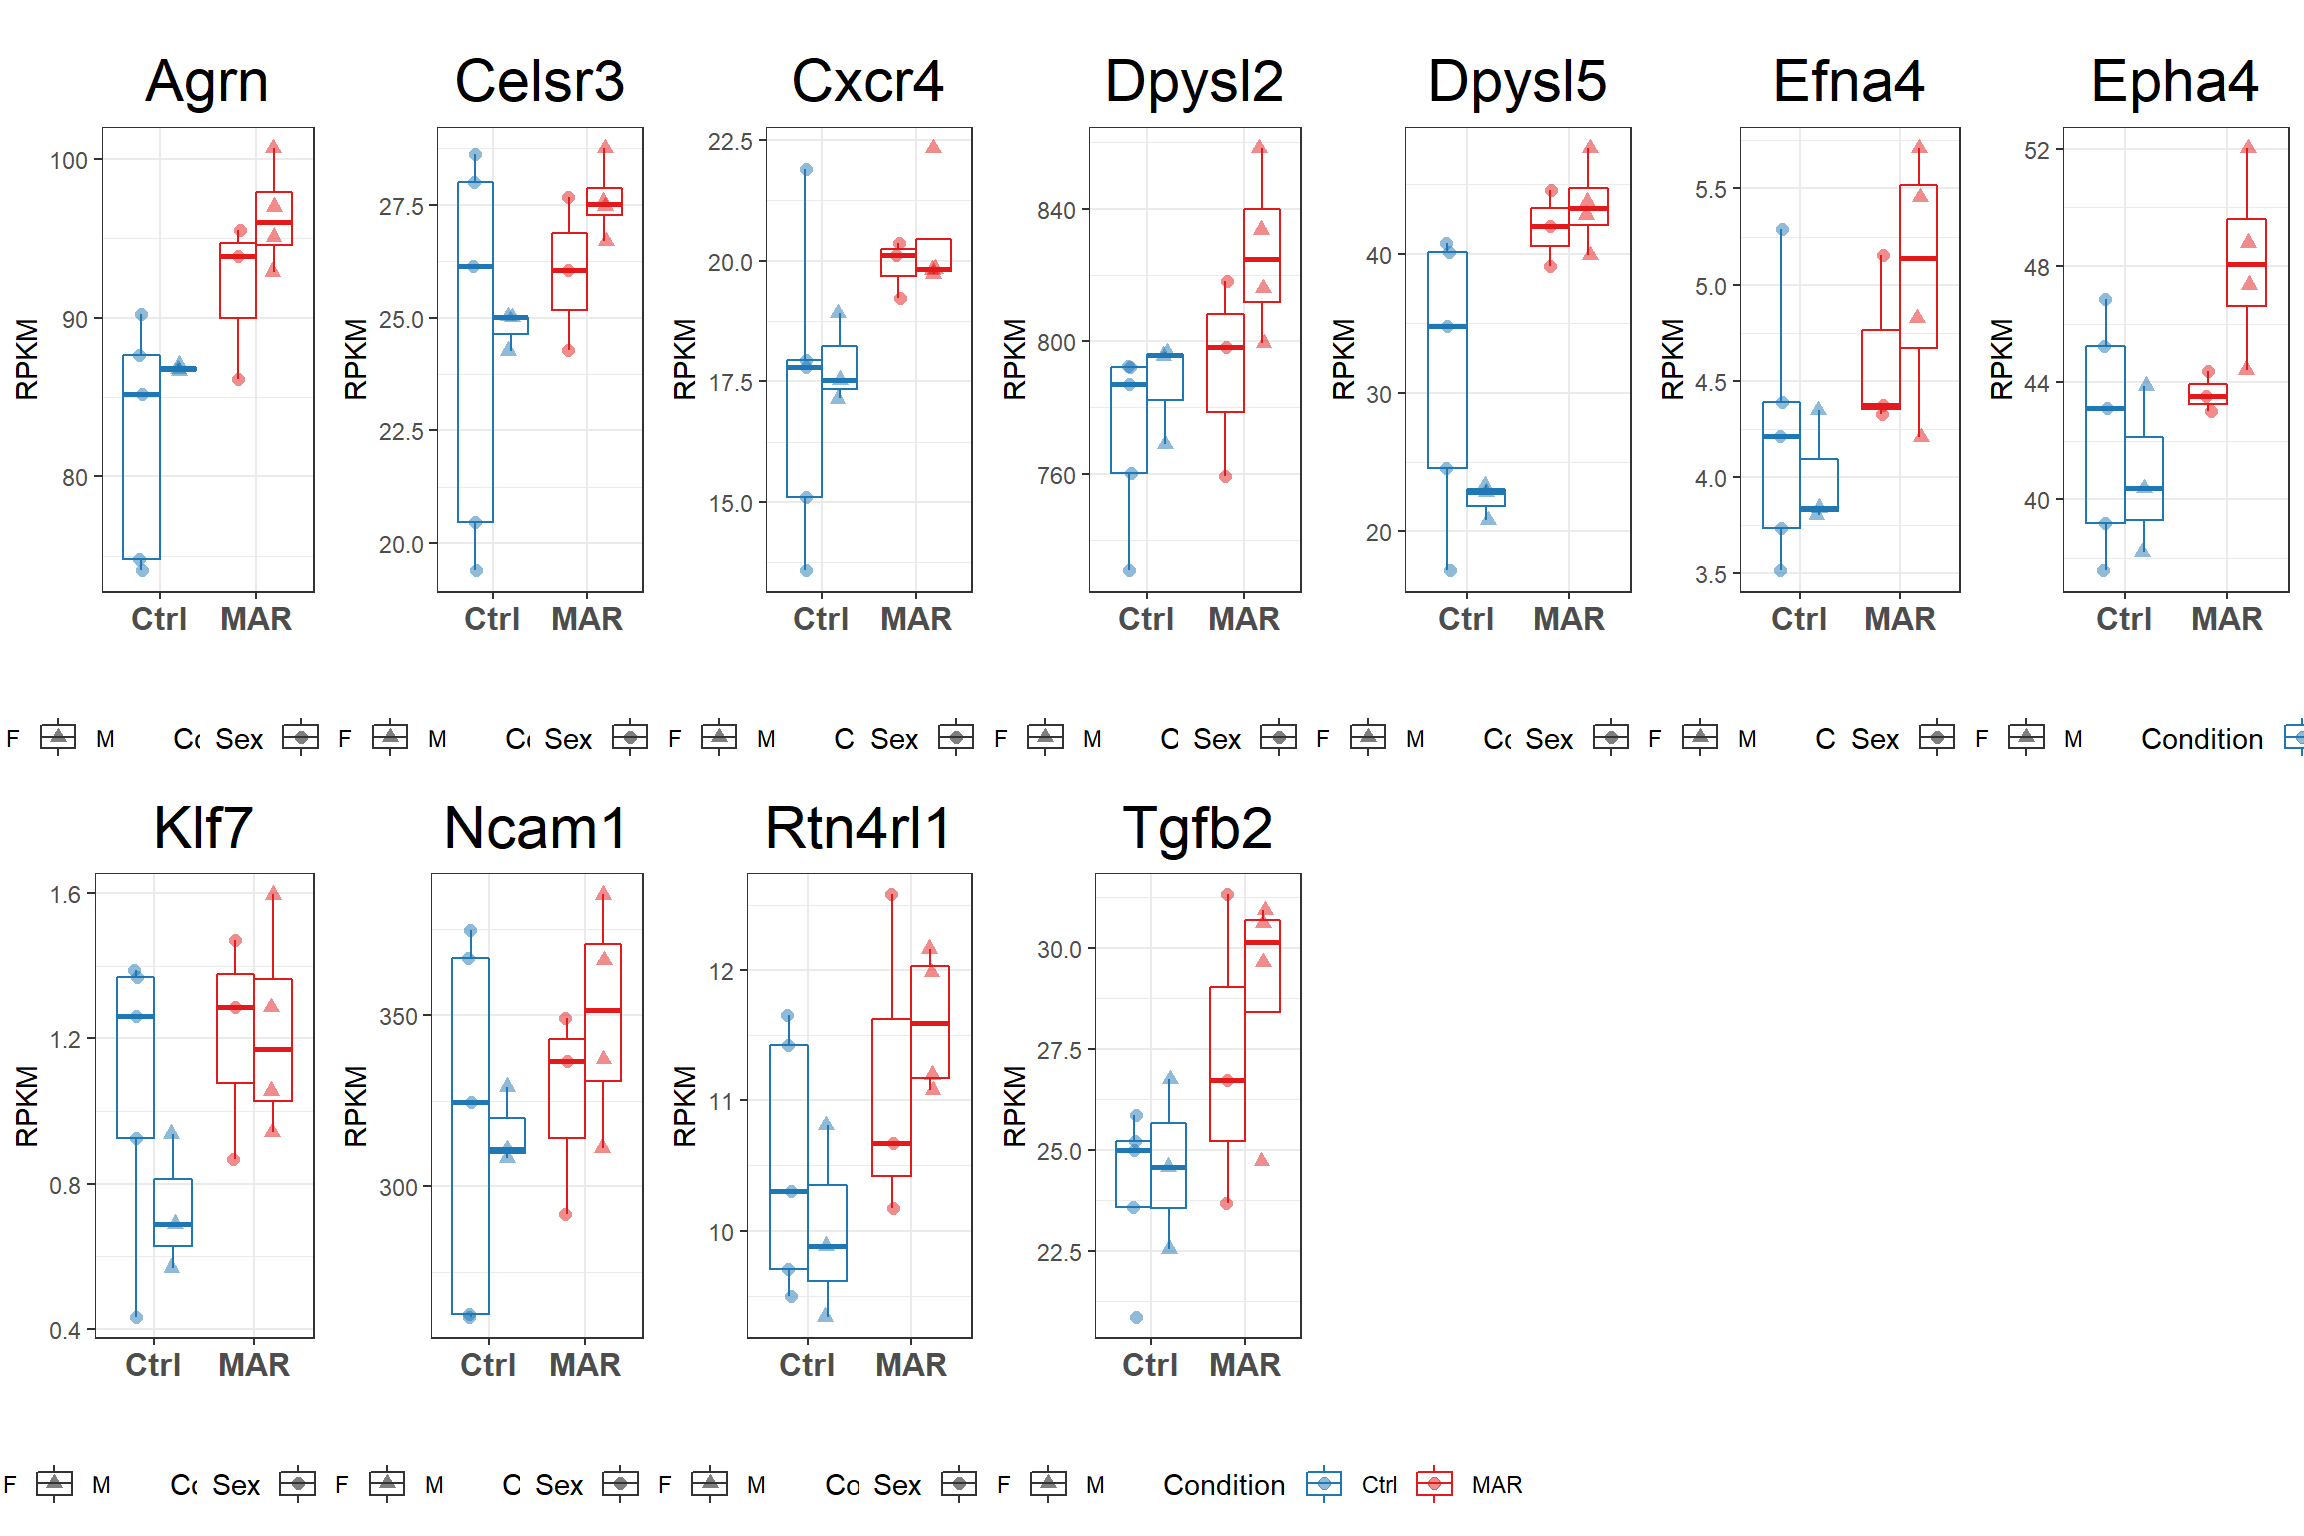 Agrn Celsr3 Cxcr4 Dpysl2 Dpysl5 Efna4 Epha4
RPKM 100 90 80 Ctrl MAR
RPKM 27.5 25.0 22.5 20.0 Ctrl MAR
RPKM 22.5 20.0 17.5 15.0 Ctrl MAR
RPKM 840 800 760 Ctrl MAR
RPKM 40 30 20 Ctrl MAR
RPKM 5.5 5.0 4.5 4.0 3.5 Ctrl MAR
RPKM 52 48 44 40 Ctrl MAR
F M Co Sex F M Co Sex F M C Sex F M C Sex F M Co Sex F M C Sex F M Condition
Klf7 Ncam1 Rtn4rl1 Tgfb2
RPKM 1.6 1.2 0.8 0.4 Ctrl MAR
RPKM 350 300 Ctrl MAR
RPKM 12 11 10 Ctrl MAR
RPKM 30.0 27.5 25.0 22.5 Ctrl MAR
F M Co Sex F M C Sex F M Co Sex F M Condition Ctrl MAR